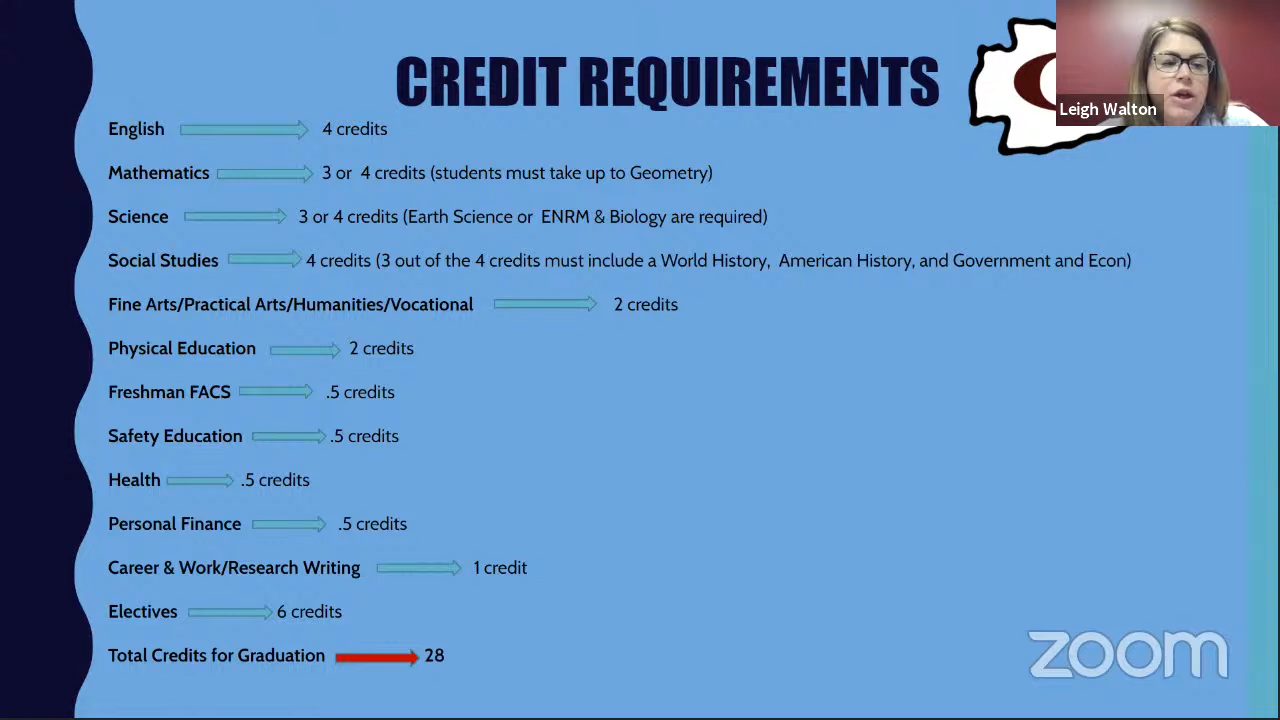 CREDIT REQUIREMENTS
Leigh Walton
English 4 credits
Mathematics 3 or 4 credits (students must take up to Geometry)
Science 3 or 4 credits (Earth Science or ENRM & Biology are required)
Social Studies 4 credits (3 out of the 4 credits must include a World History, American History, and Government and Econ)
Fine Arts/Practical Arts/Humanities/Vocational 2 credits
Physical Education 2 credits
Freshman FACS .5 credits
Safety Education .5 credits
Health .5 credits
Personal Finance .5 credits
Career & Work/Research Writing 1 credit
Electives 6 credits
Total Credits for Graduation 28
zoom